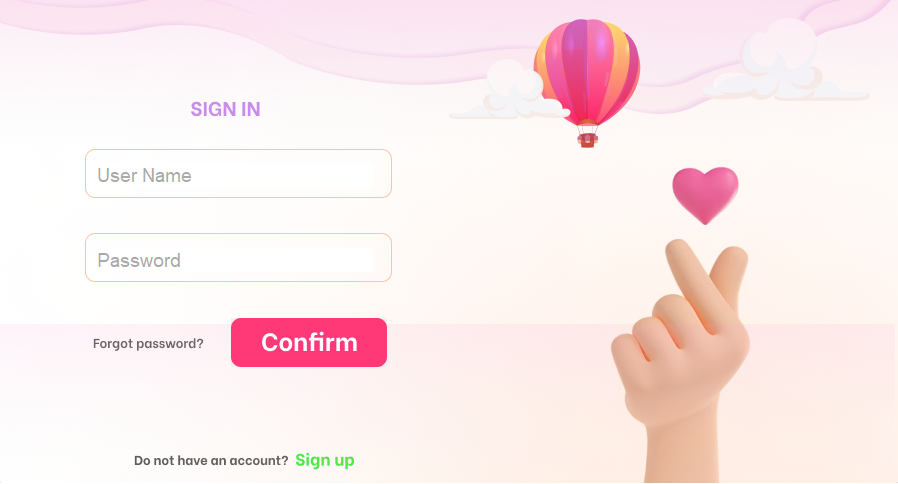 SIGN IN
User Name
Password
Forgot password? Confirm
Do not have an account? Sign up